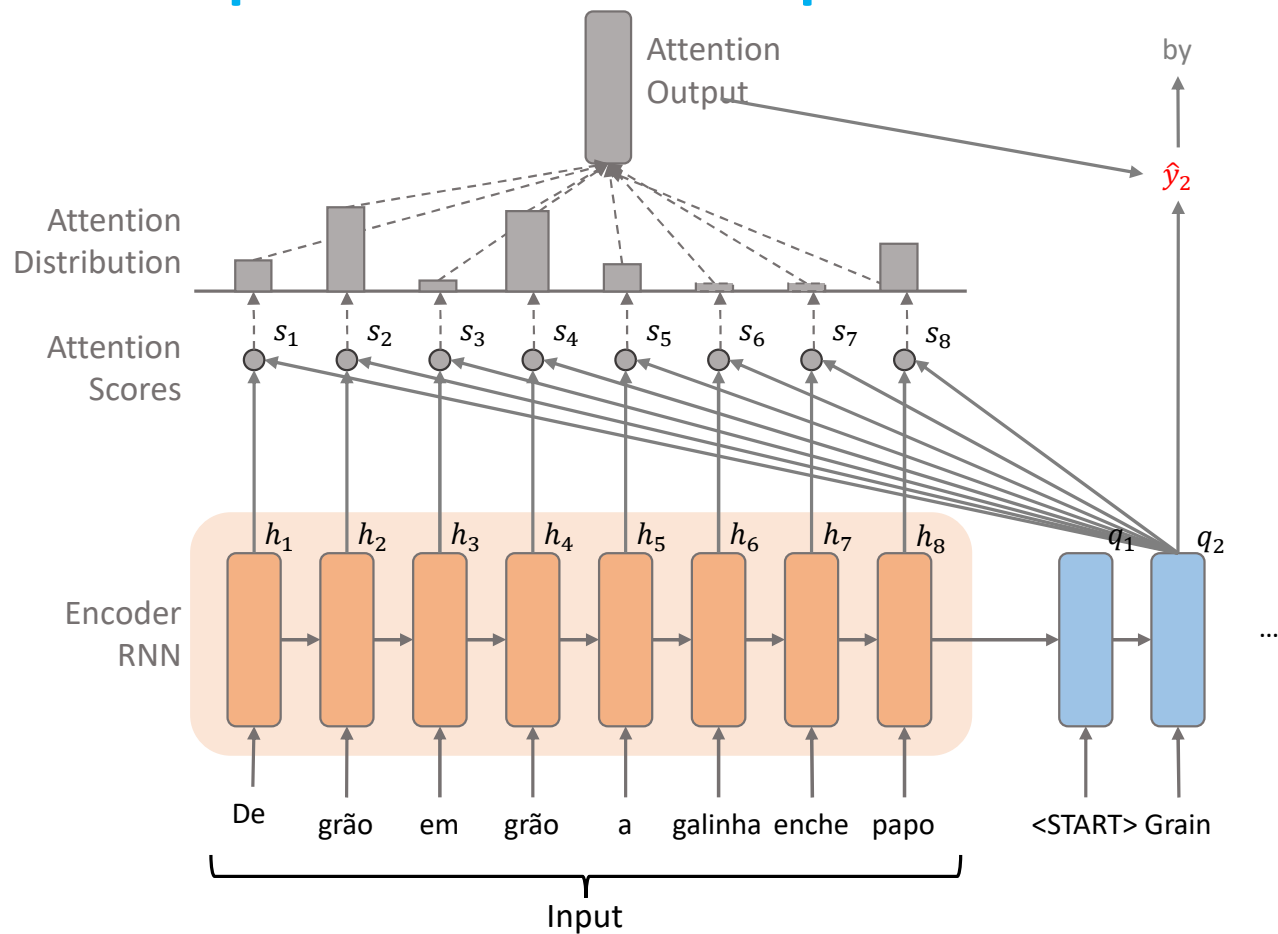 Attention
Output
by
ŷ₂
Attention
Distribution
s₁ s₂ s₃ s₄ s₅ s₆ s₇ s₈
Attention
Scores
h₁ h₂ h₃ h₄ h₅ h₆ h₇ h₈ q₁ q₂
Encoder
RNN
...
De grão em grão a galinha enche papo <START> Grain
Input